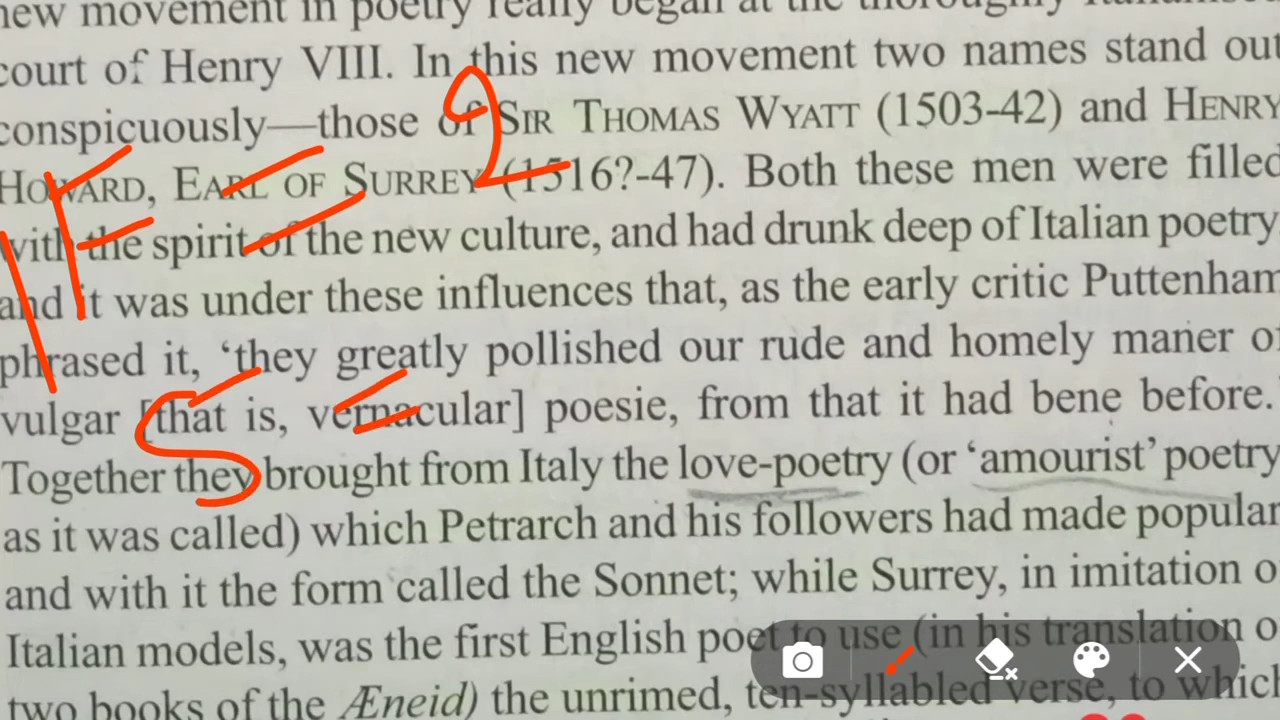 new movement in poetry really began at the thoroughly Italianised
court of Henry VIII. In this new movement two names stand out
conspicuously—those of SIR THOMAS WYATT (1503-42) and HENRY
HOWARD, EARL OF SURREY (1516?-47). Both these men were filled
with the spirit of the new culture, and had drunk deep of Italian poetry,
and it was under these influences that, as the early critic Puttenham
phrased it, ‘they greatly pollished our rude and homely maner of
vulgar [that is, vernacular] poesie, from that it had bene before.’
Together they brought from Italy the love-poetry (or ‘amourist’ poetry
as it was called) which Petrarch and his followers had made popular
and with it the form called the Sonnet; while Surrey, in imitation o
Italian models, was the first English poet to use (in his translation o
two books of the Æneid) the unrimed, ten-syllabled verse, to which
F = 2
S =